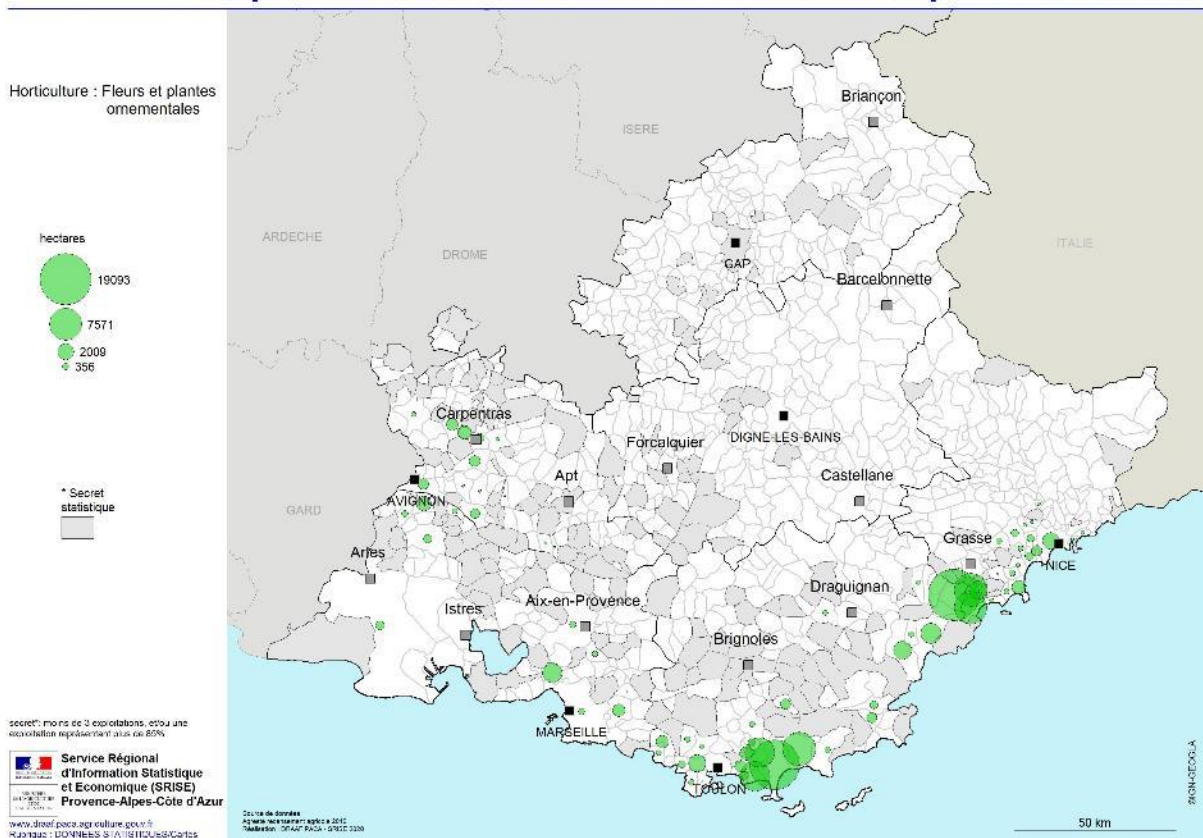 Horticulture : Fleurs et plantes
ornementales
hectares
19093
7571
2009
356
* Secret
statistique
secret*: moins de 3 exploitations, et/ou une
exploitation représentant plus de 85%
Service Régional
d'Information Statistique
et Economique (SRISE)
Provence-Alpes-Côte d'Azur
www.draaf.paca.agriculture.gouv.fr
Rubrique : DONNEES STATISTIQUES/Cartes
Briançon
ISERE
ARDECHE
DROME
GAP
ITALIE
Barcelonnette
Carpentras
Forcalquier
DIGNE-LES-BAINS
Apt
Castellane
AVIGNON
GARD
Grasse
NICE
Arles
Draguignan
Istres
Aix-en-Provence
Brignoles
MARSEILLE
TOULON
Source de données
Agreste recensement agricole 2010
Réalisation : DRAAF PACA - SRISE 2020
50 km
©IGN-GEOFLA